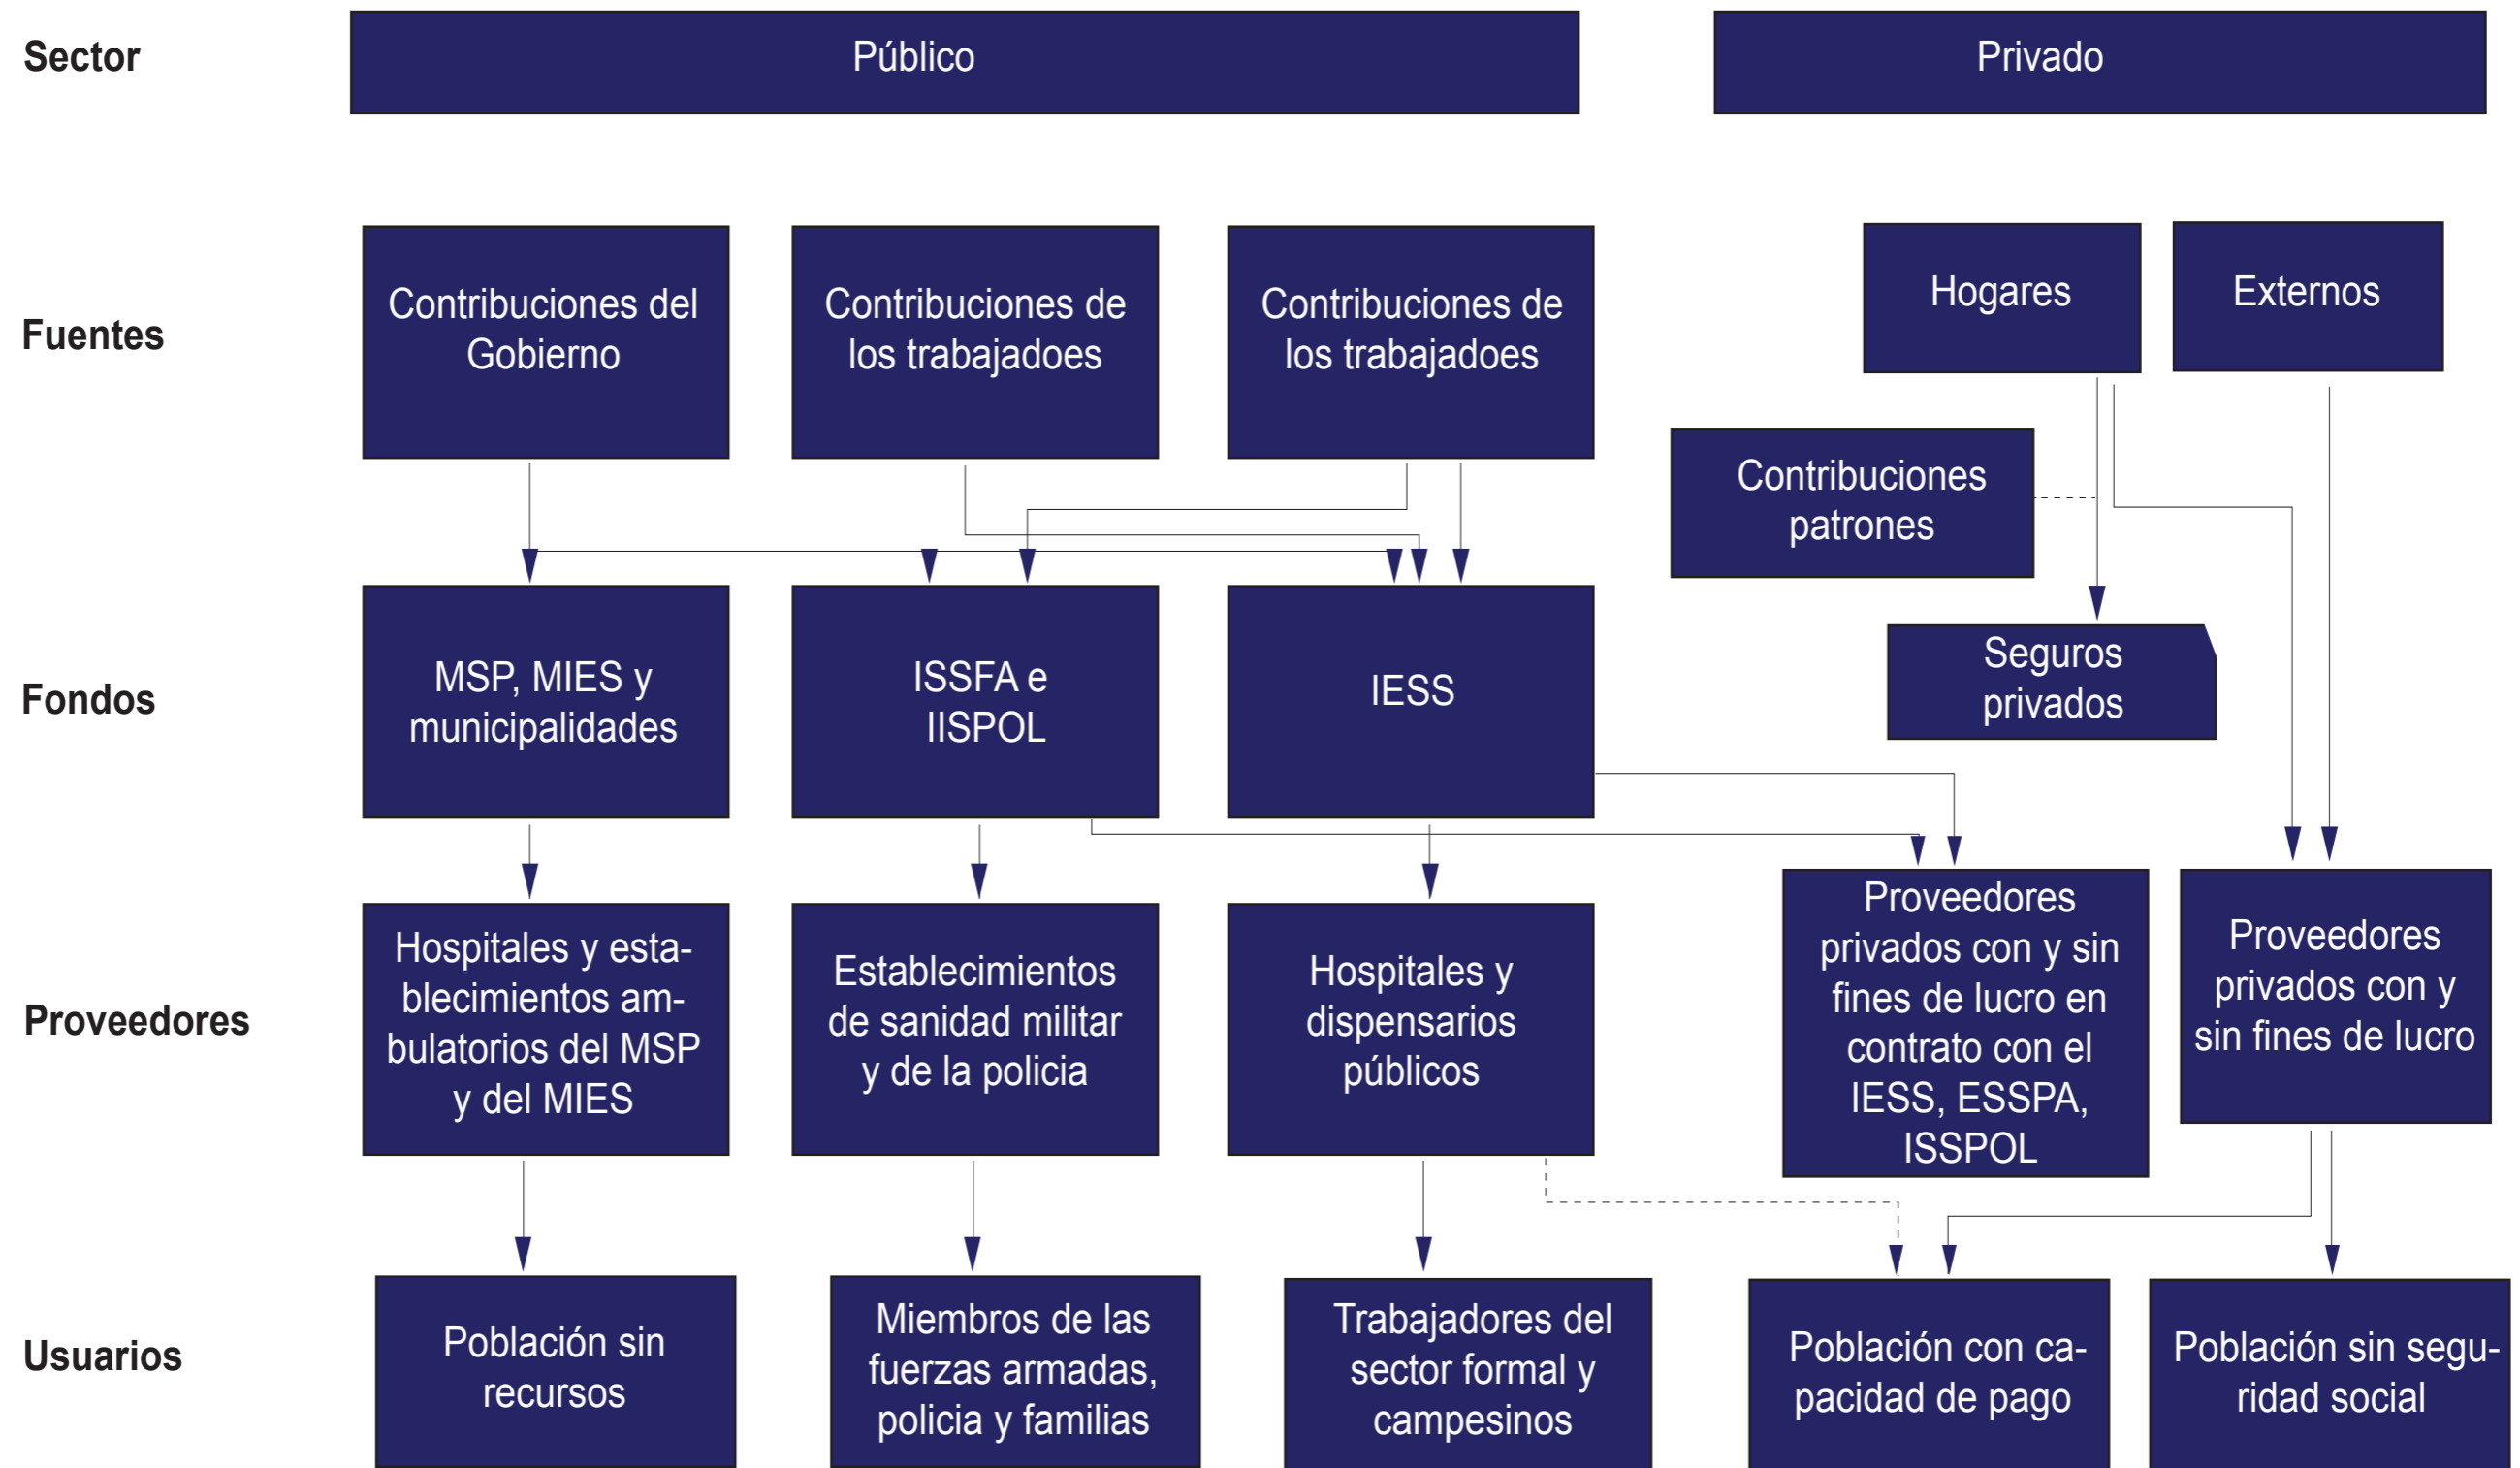 Sector
Público
Privado
Fuentes
Contribuciones del
Gobierno
Contribuciones de
los trabajadoes
Contribuciones de
los trabajadoes
Hogares
Externos
Contribuciones
patrones
Fondos
MSP, MIES y
municipalidades
ISSFA e
IISPOL
IESS
Seguros
privados
Proveedores
Hospitales y esta-
blecimientos am-
bulatorios del MSP
y del MIES
Establecimientos
de sanidad militar
y de la policia
Hospitales y
dispensarios
públicos
Proveedores
privados con y sin
fines de lucro en
contrato con el
IESS, ESSPA,
ISSPOL
Proveedores
privados con y
sin fines de lucro
Usuarios
Población sin
recursos
Miembros de las
fuerzas armadas,
policia y familias
Trabajadores del
sector formal y
campesinos
Población con ca-
pacidad de pago
Población sin segu-
ridad social